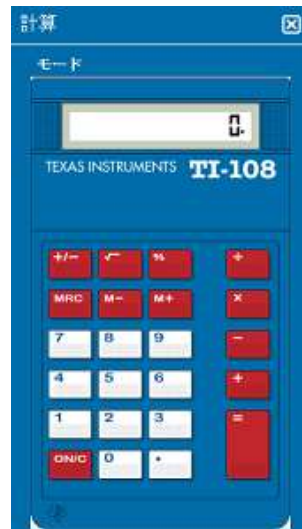 計算
モード
0.
TEXAS INSTRUMENTS TI-108
+/− √ % ÷
MRC M− M+ ×
7 8 9 −
4 5 6 +
1 2 3 =
ON/C 0 ·